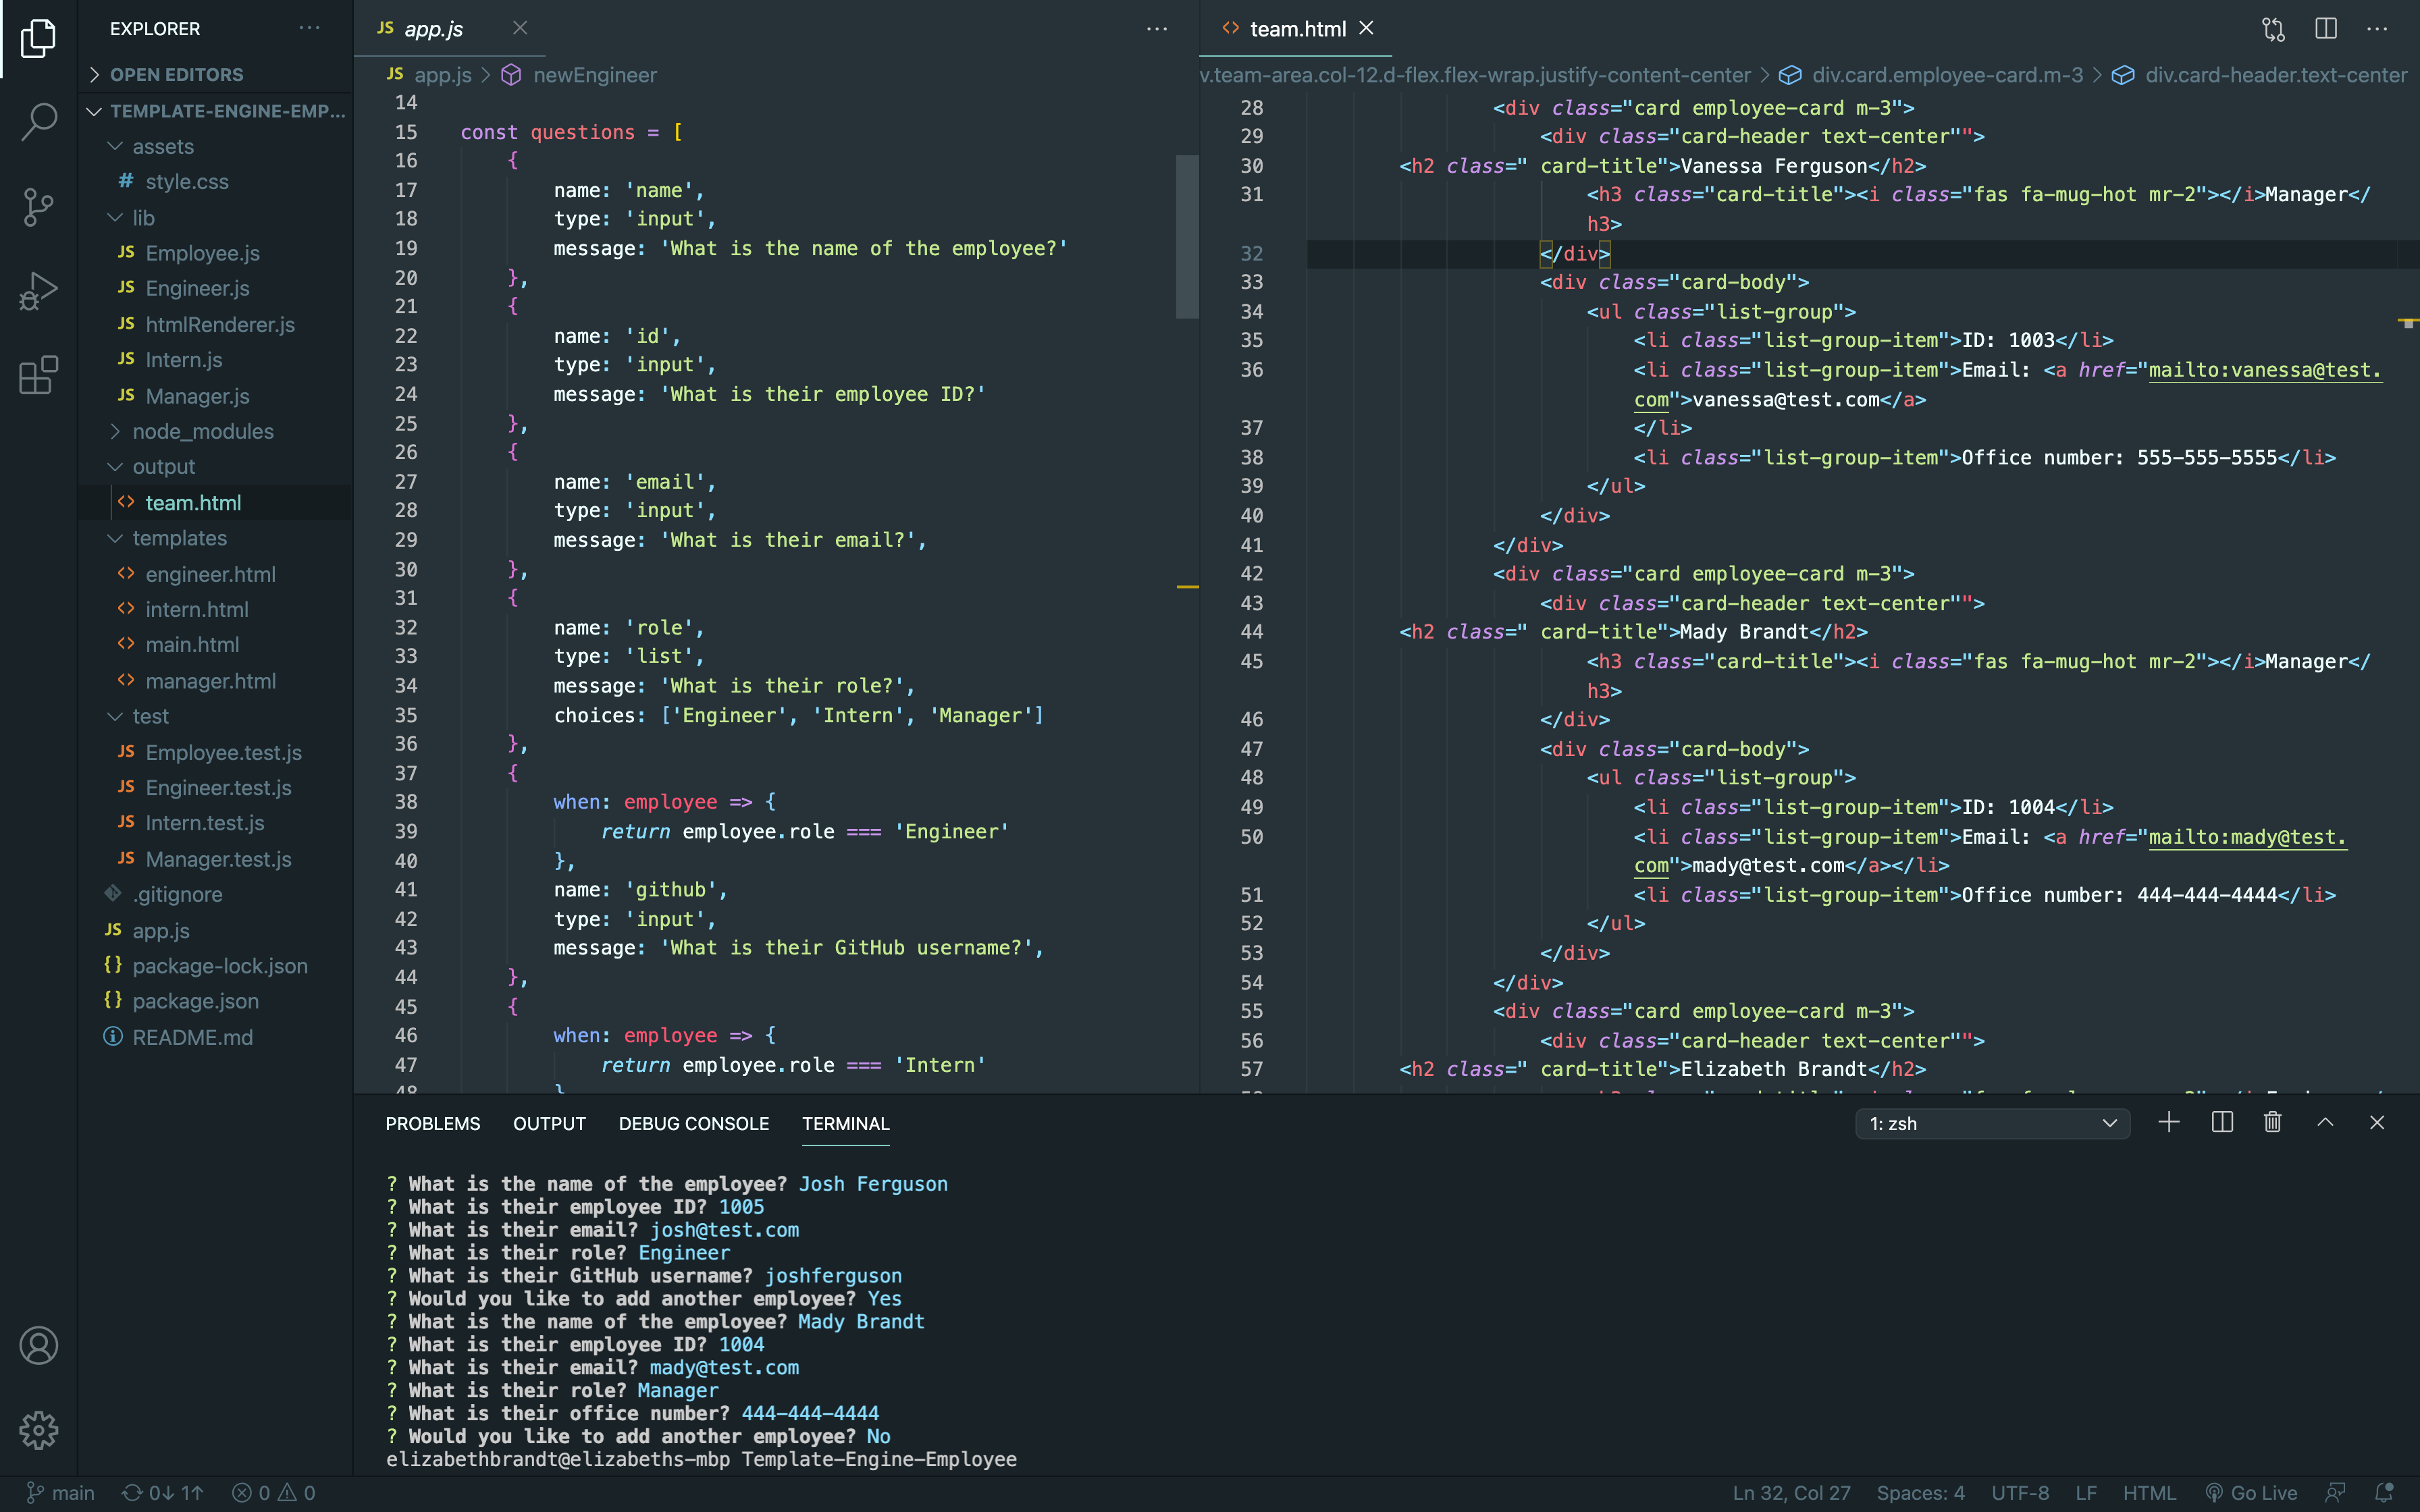 EXPLORER
OPEN EDITORS
TEMPLATE-ENGINE-EMP...
assets
# style.css
lib
JS Employee.js
JS Engineer.js
JS htmlRenderer.js
JS Intern.js
JS Manager.js
node_modules
output
<> team.html
templates
<> engineer.html
<> intern.html
<> main.html
<> manager.html
test
JS Employee.test.js
JS Engineer.test.js
JS Intern.test.js
JS Manager.test.js
.gitignore
JS app.js
{} package-lock.json
{} package.json
README.md
JS app.js
JS app.js > newEngineer
14
15 const questions = [
16 {
17 name: 'name',
18 type: 'input',
19 message: 'What is the name of the employee?'
20 },
21 {
22 name: 'id',
23 type: 'input',
24 message: 'What is their employee ID?'
25 },
26 {
27 name: 'email',
28 type: 'input',
29 message: 'What is their email?',
30 },
31 {
32 name: 'role',
33 type: 'list',
34 message: 'What is their role?',
35 choices: ['Engineer', 'Intern', 'Manager']
36 },
37 {
38 when: employee => {
39 return employee.role === 'Engineer'
40 },
41 name: 'github',
42 type: 'input',
43 message: 'What is their GitHub username?',
44 },
45 {
46 when: employee => {
47 return employee.role === 'Intern'
48 }
<> team.html
v.team-area.col-12.d-flex.flex-wrap.justify-content-center > div.card.employee-card.m-3 > div.card-header.text-center
28 <div class="card employee-card m-3">
29 <div class="card-header text-center"">
30 <h2 class=" card-title">Vanessa Ferguson</h2>
31 <h3 class="card-title"><i class="fas fa-mug-hot mr-2"></i>Manager</
h3>
32 </div>
33 <div class="card-body">
34 <ul class="list-group">
35 <li class="list-group-item">ID: 1003</li>
36 <li class="list-group-item">Email: <a href="mailto:vanessa@test.
com">vanessa@test.com</a>
37 </li>
38 <li class="list-group-item">Office number: 555-555-5555</li>
39 </ul>
40 </div>
41 </div>
42 <div class="card employee-card m-3">
43 <div class="card-header text-center"">
44 <h2 class=" card-title">Mady Brandt</h2>
45 <h3 class="card-title"><i class="fas fa-mug-hot mr-2"></i>Manager</
h3>
46 </div>
47 <div class="card-body">
48 <ul class="list-group">
49 <li class="list-group-item">ID: 1004</li>
50 <li class="list-group-item">Email: <a href="mailto:mady@test.
com">mady@test.com</a></li>
51 <li class="list-group-item">Office number: 444-444-4444</li>
52 </ul>
53 </div>
54 </div>
55 <div class="card employee-card m-3">
56 <div class="card-header text-center"">
57 <h2 class=" card-title">Elizabeth Brandt</h2>
PROBLEMS OUTPUT DEBUG CONSOLE TERMINAL
1: zsh
? What is the name of the employee? Josh Ferguson
? What is their employee ID? 1005
? What is their email? josh@test.com
? What is their role? Engineer
? What is their GitHub username? joshferguson
? Would you like to add another employee? Yes
? What is the name of the employee? Mady Brandt
? What is their employee ID? 1004
? What is their email? mady@test.com
? What is their role? Manager
? What is their office number? 444-444-4444
? Would you like to add another employee? No
elizabethbrandt@elizabeths-mbp Template-Engine-Employee
main 0↓ 1↑ 0 0
Ln 32, Col 27 Spaces: 4 UTF-8 LF HTML Go Live